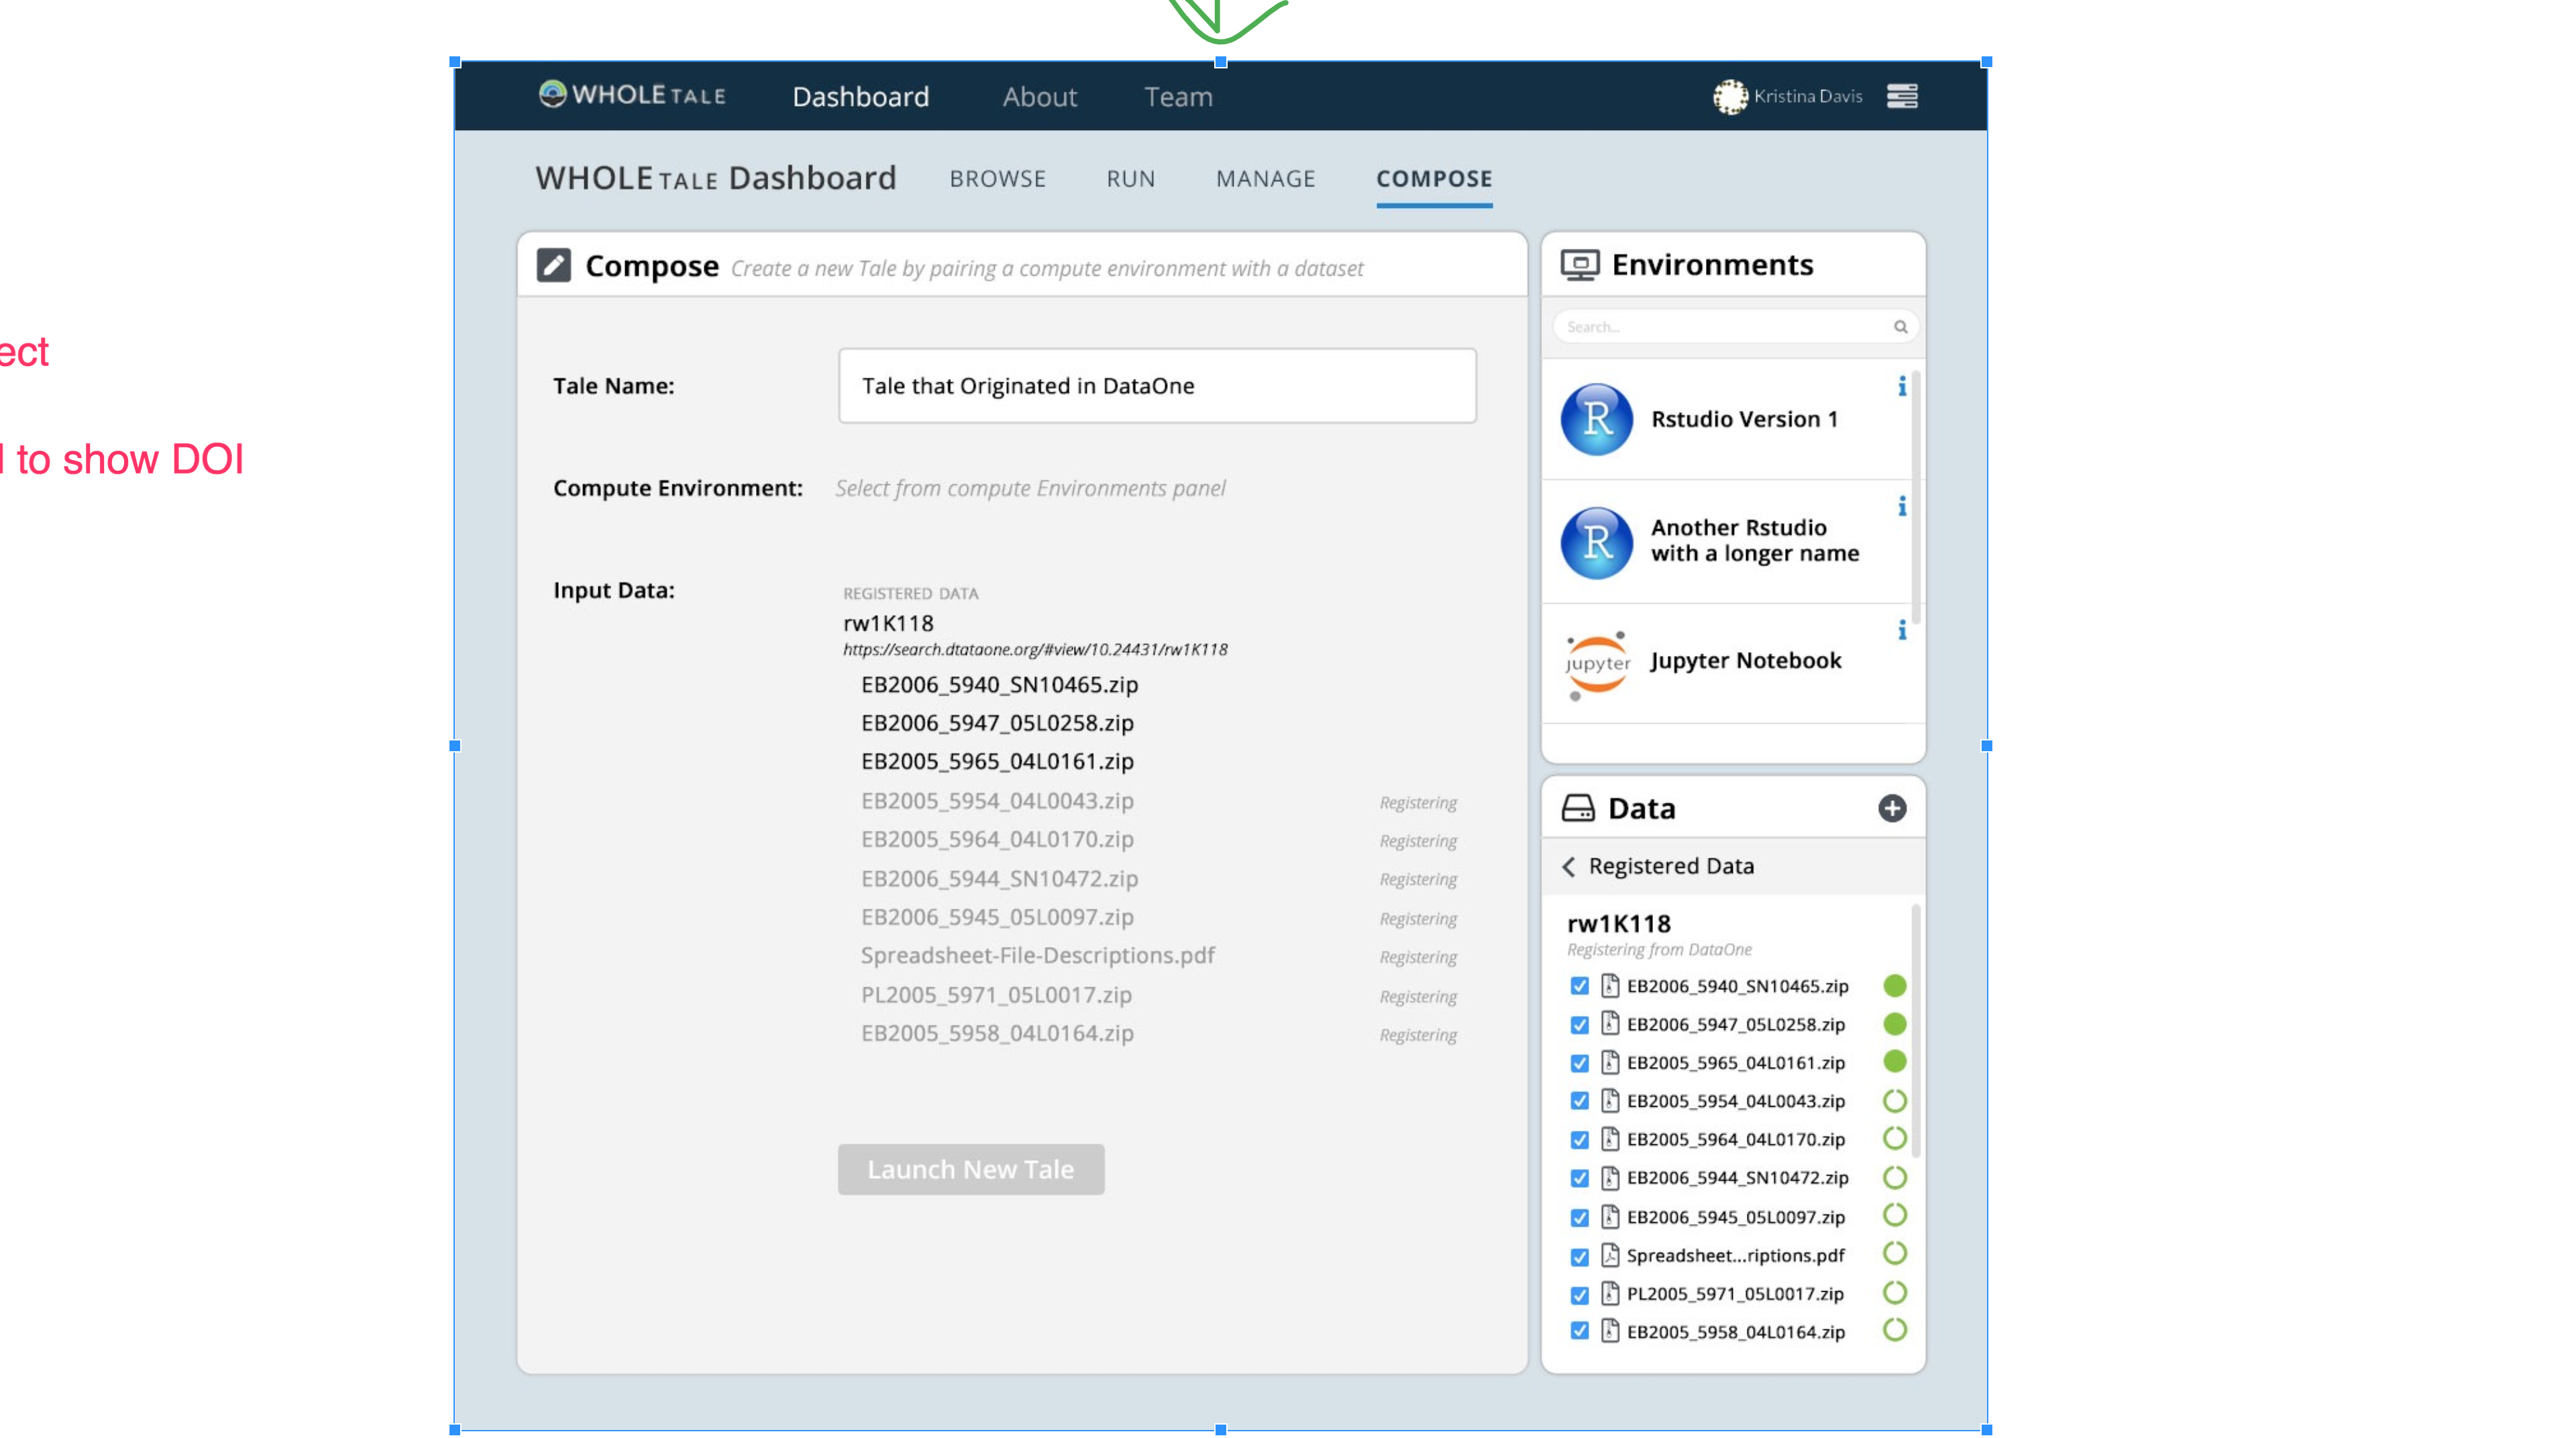 ect
l to show DOI
WHOLETALE Dashboard About Team Kristina Davis
WHOLETALE Dashboard BROWSE RUN MANAGE COMPOSE
Compose Create a new Tale by pairing a compute environment with a dataset
Tale Name: Tale that Originated in DataOne
Compute Environment: Select from compute Environments panel
Input Data: REGISTERED DATA
rw1K118
https://search.dtataone.org/#view/10.24431/rw1K118
EB2006_5940_SN10465.zip
EB2006_5947_05L0258.zip
EB2005_5965_04L0161.zip
EB2005_5954_04L0043.zip Registering
EB2005_5964_04L0170.zip Registering
EB2006_5944_SN10472.zip Registering
EB2006_5945_05L0097.zip Registering
Spreadsheet-File-Descriptions.pdf Registering
PL2005_5971_05L0017.zip Registering
EB2005_5958_04L0164.zip Registering
Launch New Tale
Environments
Search...
R Rstudio Version 1
R Another Rstudio
with a longer name
jupyter Jupyter Notebook
Data
Registered Data
rw1K118
Registering from DataOne
EB2006_5940_SN10465.zip
EB2006_5947_05L0258.zip
EB2005_5965_04L0161.zip
EB2005_5954_04L0043.zip
EB2005_5964_04L0170.zip
EB2006_5944_SN10472.zip
EB2006_5945_05L0097.zip
Spreadsheet...riptions.pdf
PL2005_5971_05L0017.zip
EB2005_5958_04L0164.zip